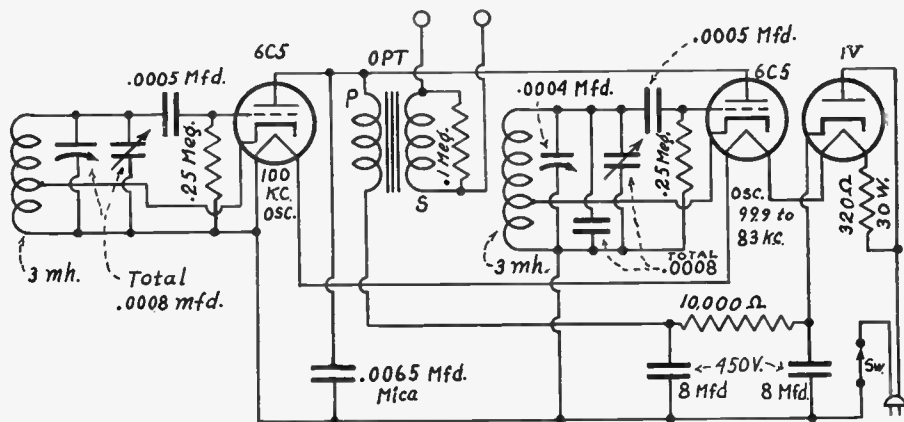 6C5
.0005 Mfd.
OPT
P
S
.1 Meg.
.25 Meg.
100
KC.
OSC.
3 mh.
Total
.0008 mfd.
.0065 Mfd.
Mica
.0005 Mfd.
.0004 Mfd.
6C5
1V
.25 Meg.
OSC.
99.9 to
83 KC.
320Ω
30W.
3 mh.
TOTAL
.0008
10,000 Ω
450V.
8 Mfd
8 Mfd.
Sw.